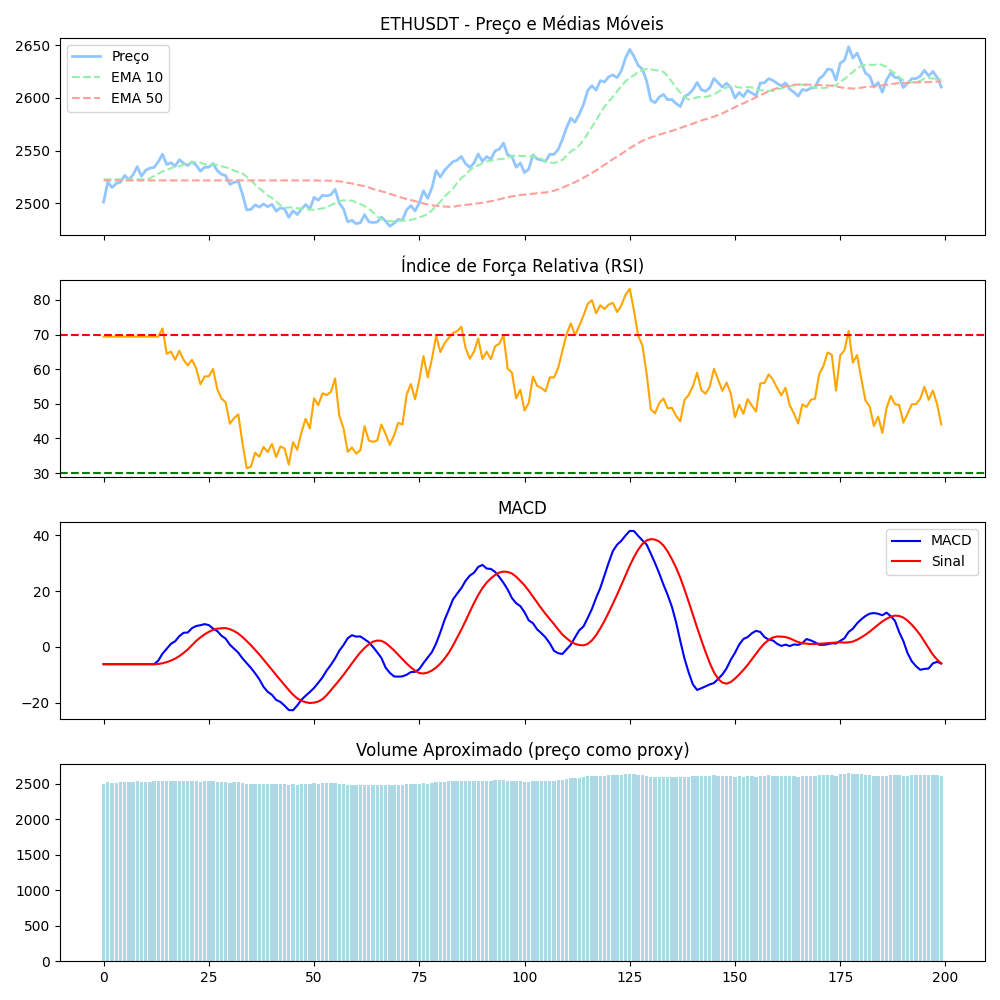 ETHUSDT - Preço e Médias Móveis
2650
2600
2550
2500
Preço
EMA 10
EMA 50
Índice de Força Relativa (RSI)
80
70
60
50
40
30
MACD
40
20
0
−20
MACD
Sinal
Volume Aproximado (preço como proxy)
2500
2000
1500
1000
500
0
0 25 50 75 100 125 150 175 200